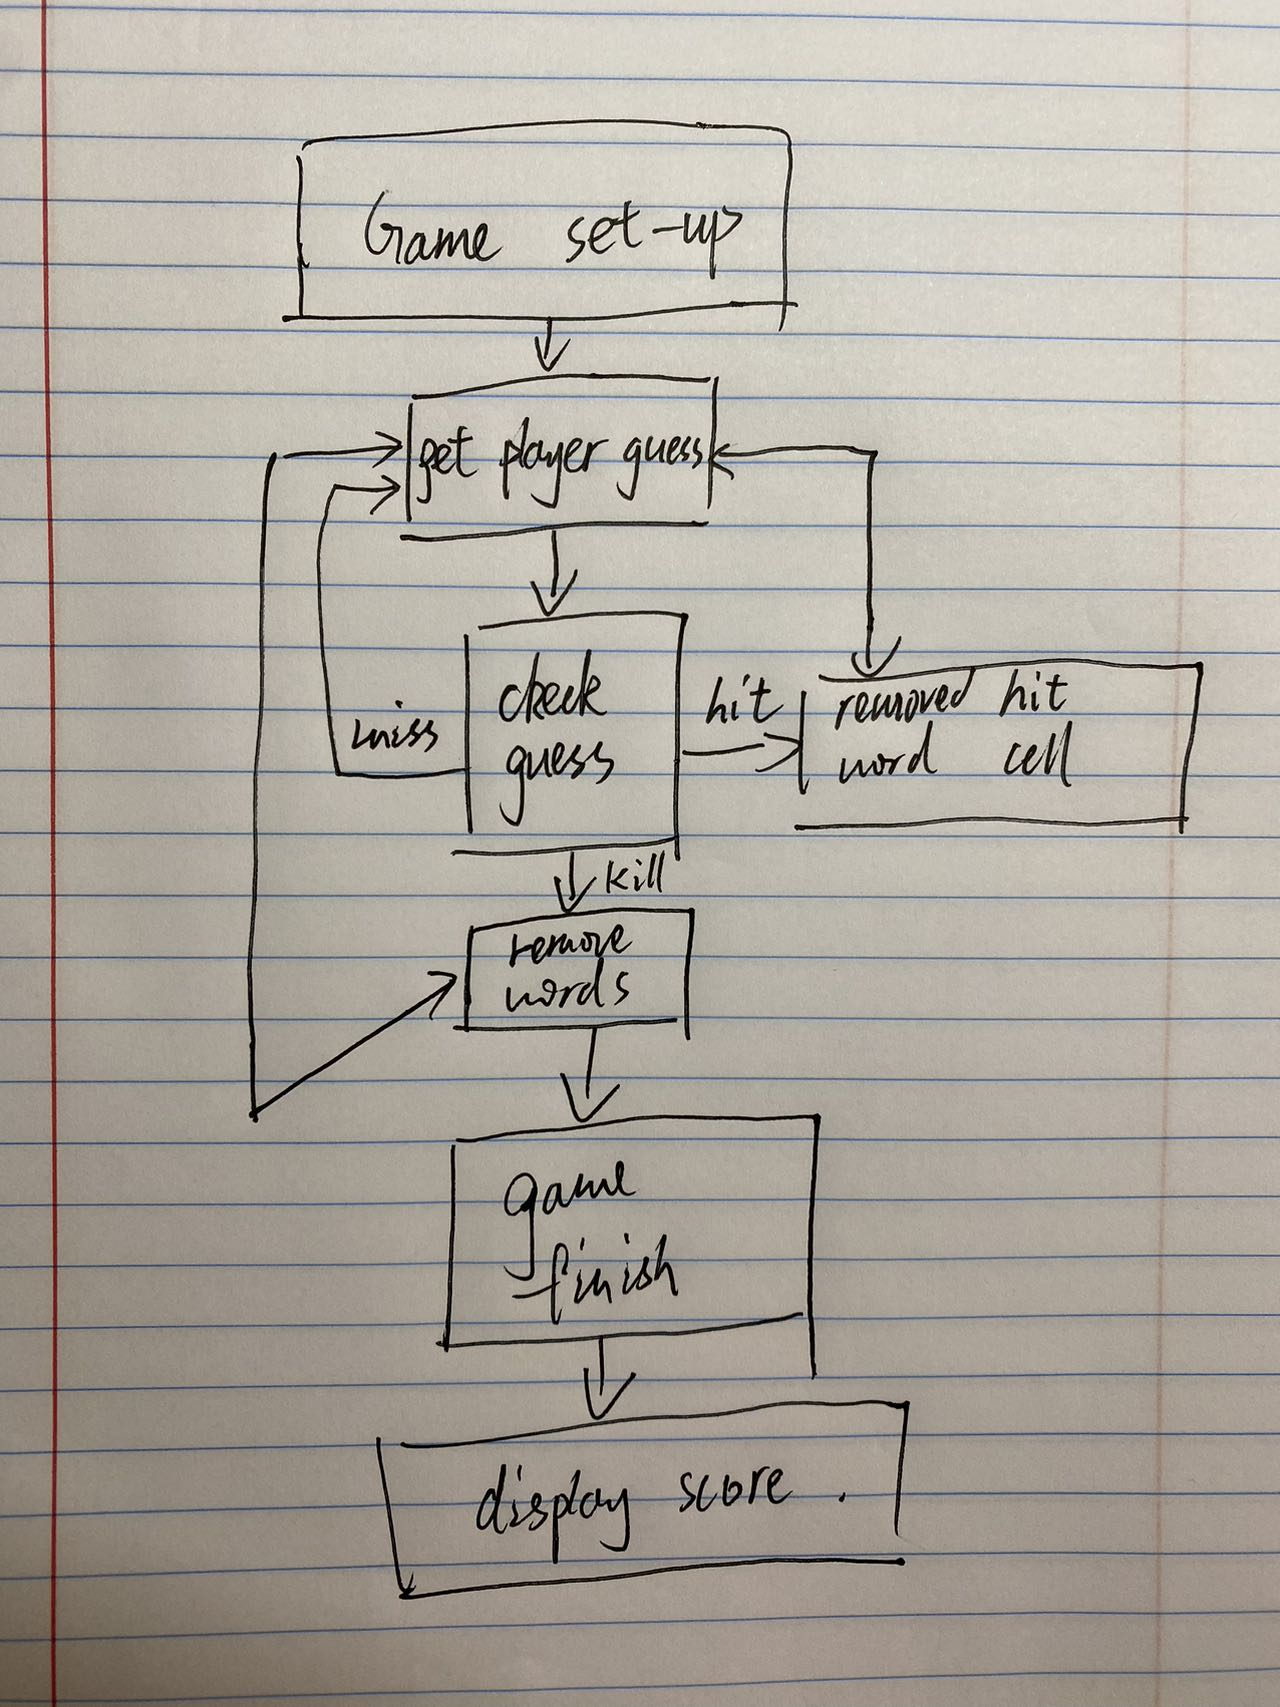 Game set-up
get player guess
check
guess
miss
hit
removed hit
word cell
kill
remove
words
game
finish
display score .